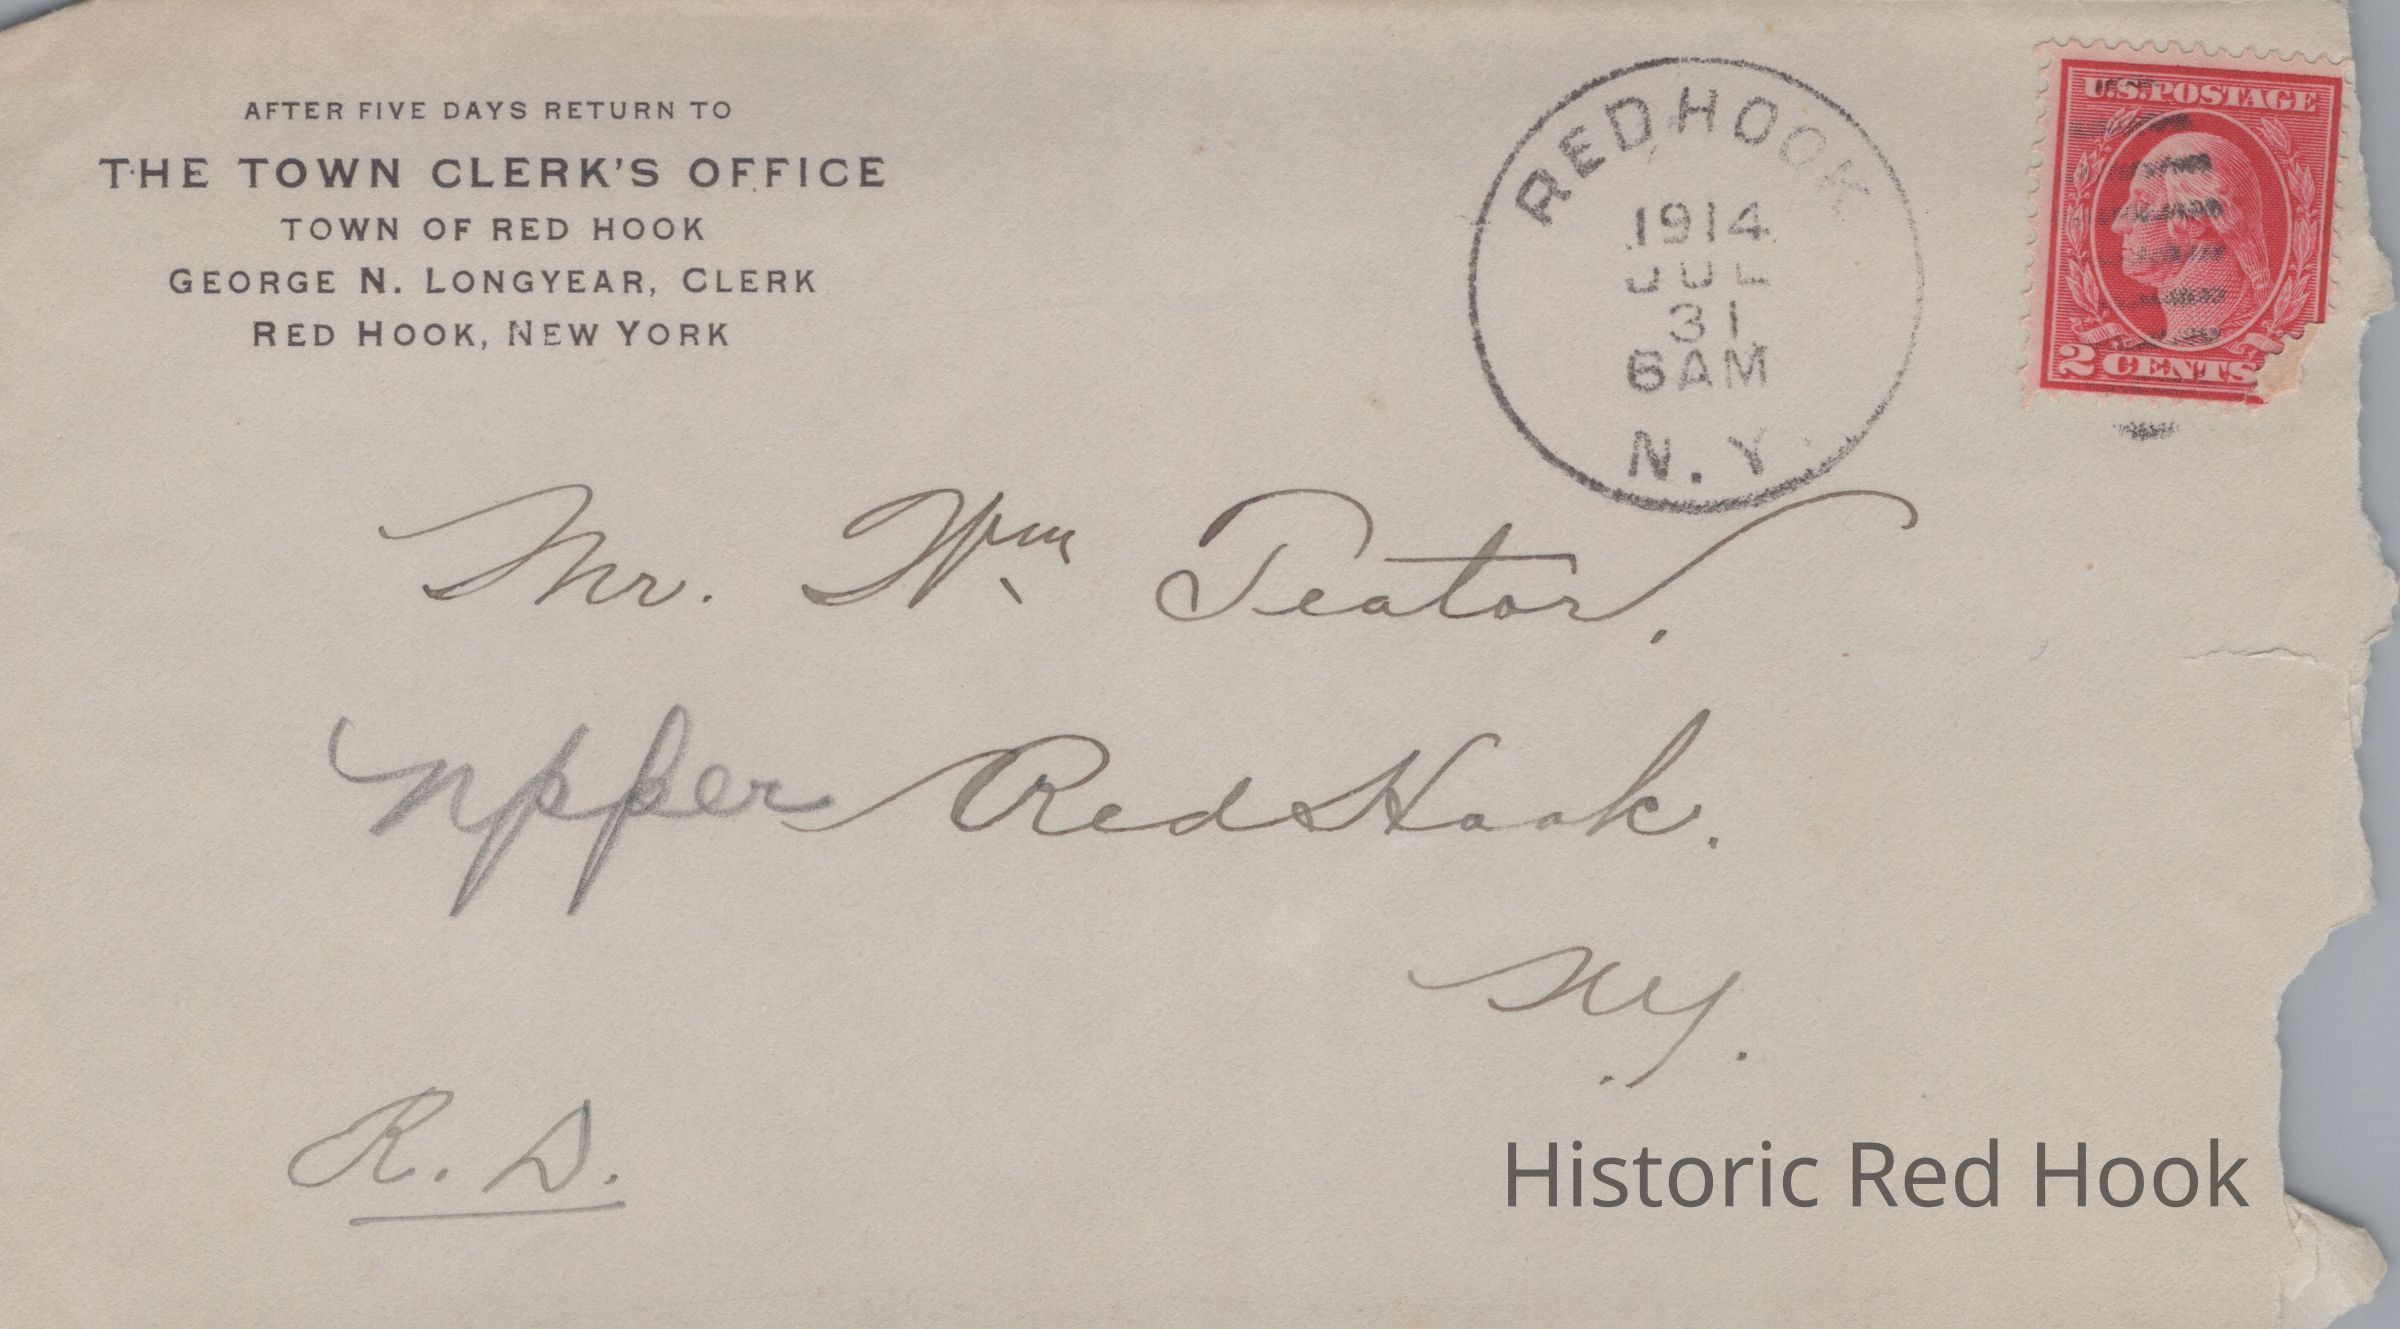 AFTER FIVE DAYS RETURN TO
THE TOWN CLERK'S OFFICE
TOWN OF RED HOOK
GEORGE N. LONGYEAR, CLERK
RED HOOK, NEW YORK
RED HOOK
1914
JUL
31
6AM
N.Y.
U.S. POSTAGE
2 CENTS 2
Mr. Wm Teator.
Upper Red Hook.
N.Y.
R. D.
Historic Red Hook